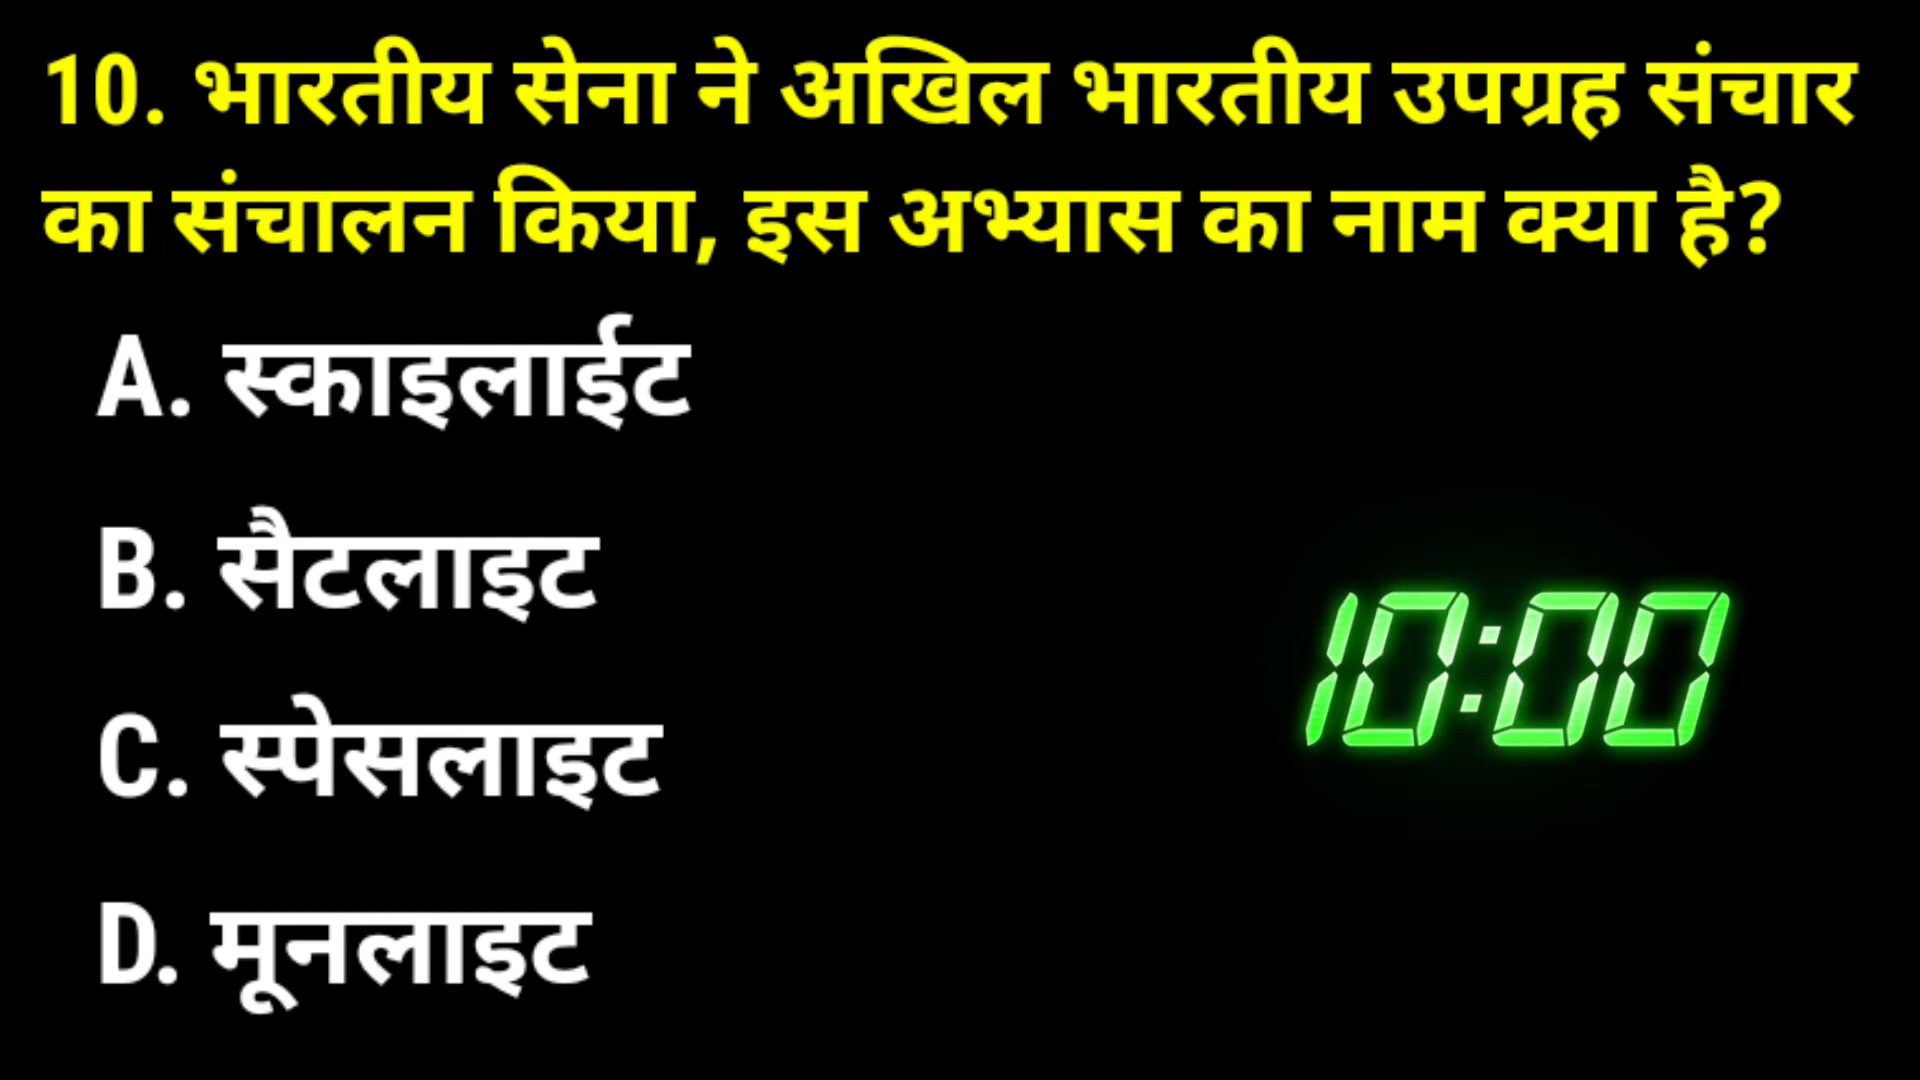 10. भारतीय सेना ने अखिल भारतीय उपग्रह संचार
का संचालन किया, इस अभ्यास का नाम क्या है?
A. स्काइलाईट
B. सैटलाइट
10:00
C. स्पेसलाइट
D. मूनलाइट